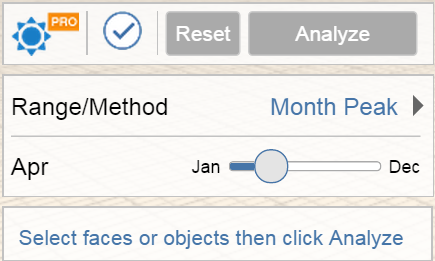 PRO
Reset Analyze
Range/Method Month Peak
Apr Jan Dec
Select faces or objects then click Analyze